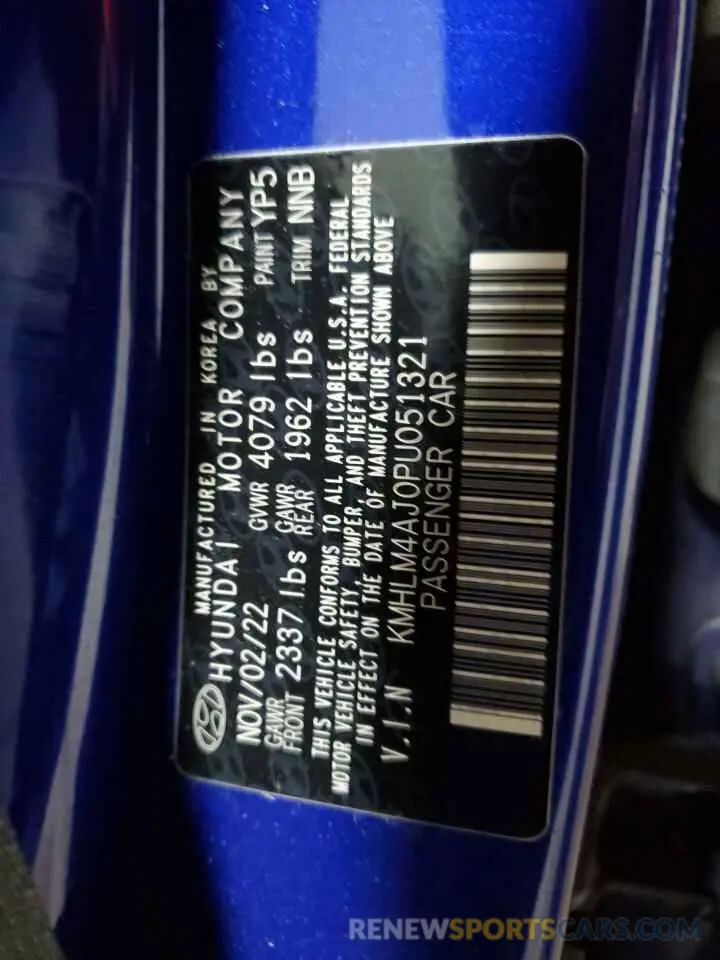 MANUFACTURED IN KOREA BY
HYUNDAI MOTOR COMPANY
NOV/02/22 GVWR 4079 lbs PAINT YP5
GAWR FRONT 2337 lbs GAWR REAR 1962 lbs TRIM NNB
THIS VEHICLE CONFORMS TO ALL APPLICABLE U.S.A. FEDERAL
MOTOR VEHICLE SAFETY, BUMPER, AND THEFT PREVENTION STANDARDS
IN EFFECT ON THE DATE OF MANUFACTURE SHOWN ABOVE
V.I.N KMHLM4AJ0PU051321
PASSENGER CAR
RENEWSPORTSCARS.COM